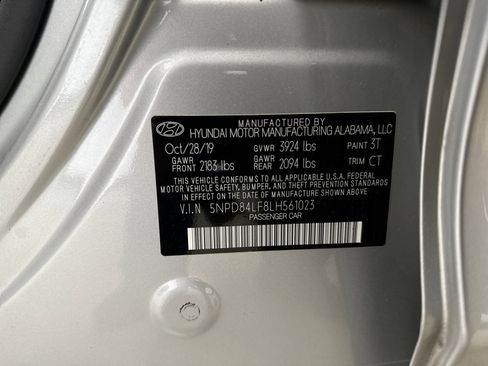 MANUFACTURED BY
HYUNDAI MOTOR MANUFACTURING ALABAMA, LLC
Oct/28/19 GVWR 3924 lbs PAINT 3T
GAWR FRONT 2183 lbs GAWR REAR 2094 lbs TRIM CT
THIS VEHICLE CONFORMS TO ALL APPLICABLE U.S. FEDERAL
MOTOR VEHICLE SAFETY, BUMPER, AND THEFT PREVENTION
STANDARDS IN EFFECT ON THE DATE OF
MANUFACTURE SHOWN ABOVE.
V.I.N 5NPD84LF8LH561023
PASSENGER CAR